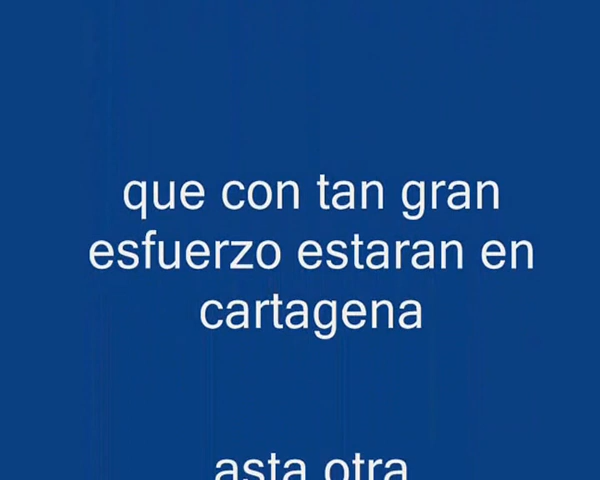 que con tan gran
esfuerzo estaran en
cartagena
asta otra